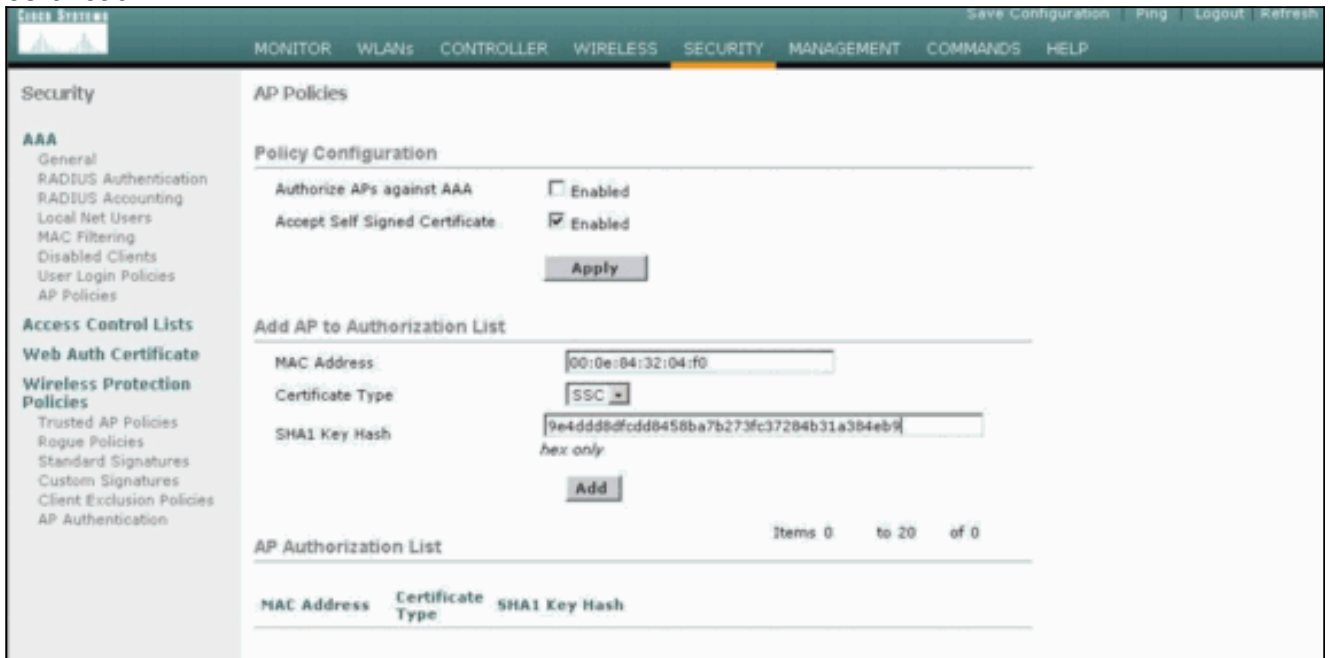 Cisco Systems
Save Configuration | Ping | Logout | Refresh
MONITOR WLANs CONTROLLER WIRELESS SECURITY MANAGEMENT COMMANDS HELP
Security
AAA
General
RADIUS Authentication
RADIUS Accounting
Local Net Users
MAC Filtering
Disabled Clients
User Login Policies
AP Policies
Access Control Lists
Web Auth Certificate
Wireless Protection
Policies
Trusted AP Policies
Rogue Policies
Standard Signatures
Custom Signatures
Client Exclusion Policies
AP Authentication
AP Policies
Policy Configuration
Authorize APs against AAA Enabled
Accept Self Signed Certificate Enabled
Apply
Add AP to Authorization List
MAC Address 00:0e:84:32:04:f0
Certificate Type SSC
SHA1 Key Hash 9e4ddd8dfcdd8458ba7b273fc37284b31a384eb9
hex only
Add
Items 0 to 20 of 0
AP Authorization List
MAC Address Certificate Type SHA1 Key Hash